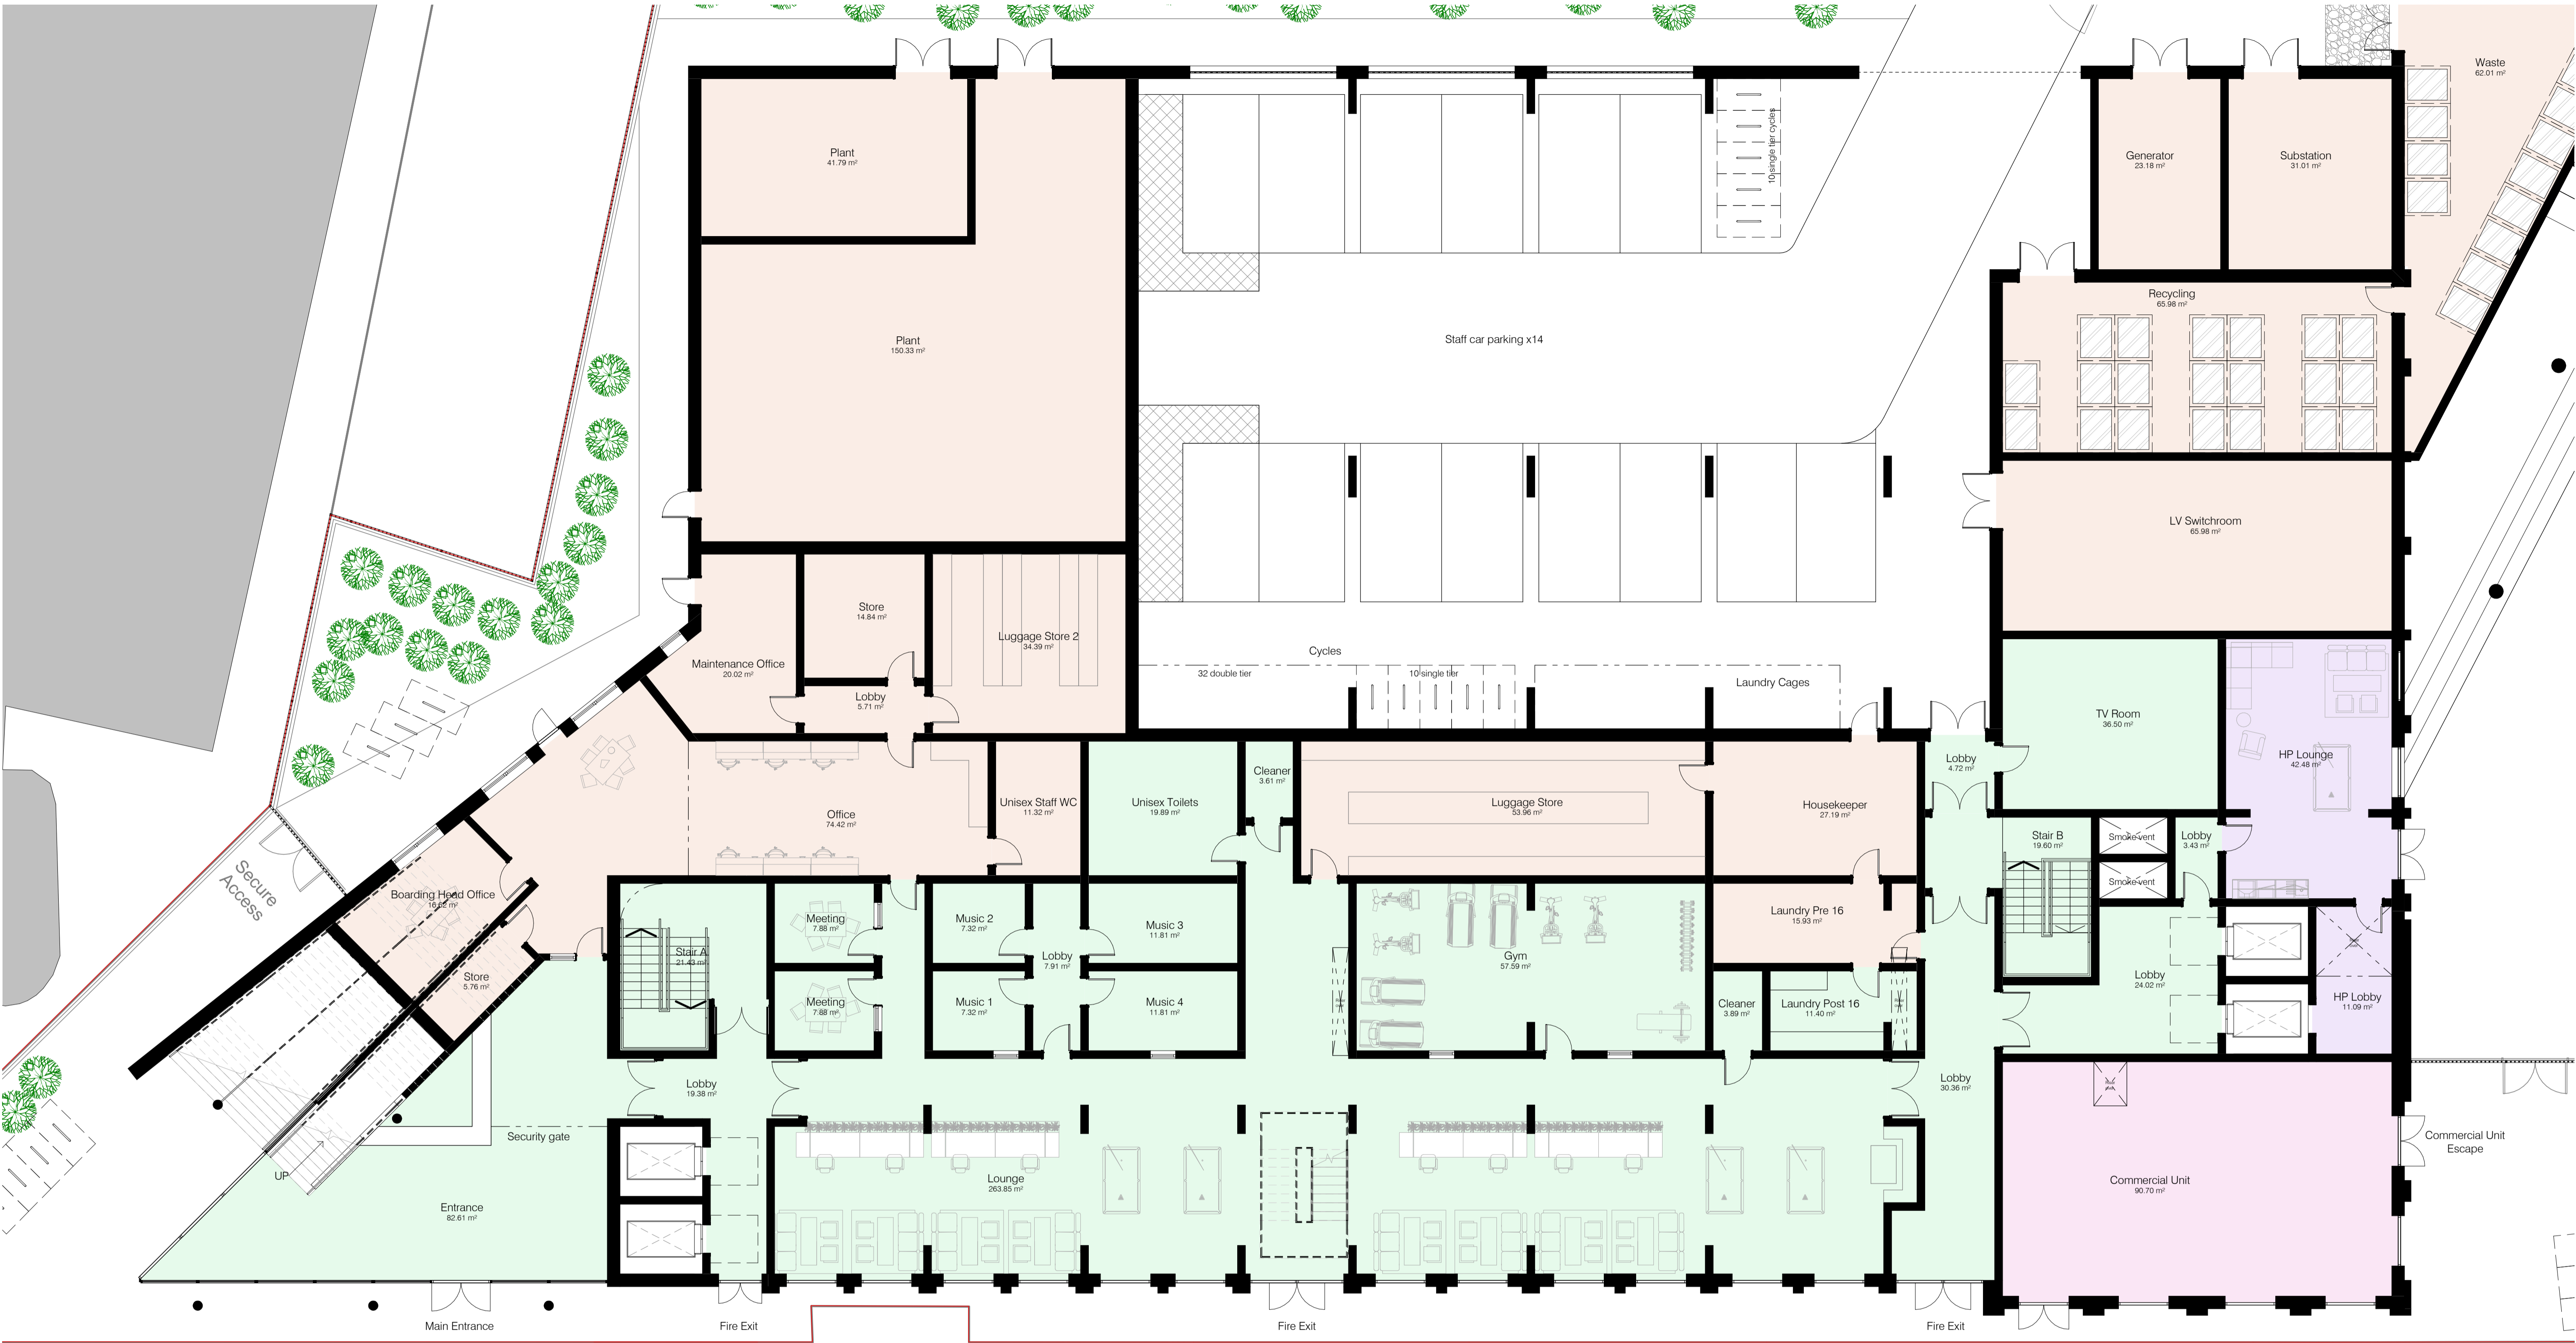 Waste
62.01 m²
Plant
41.79 m²
10 single tier cycles
Generator
23.18 m²
Substation
31.01 m²
Recycling
65.98 m²
Plant
150.33 m²
Staff car parking x14
LV Switchroom
65.98 m²
Store
14.84 m²
Luggage Store 2
34.39 m²
Maintenance Office
20.02 m²
Lobby
5.71 m²
Cycles
32 double tier
10 single tier
Laundry Cages
TV Room
36.50 m²
HP Lounge
42.48 m²
Office
74.42 m²
Unisex Staff WC
11.32 m²
Unisex Toilets
19.89 m²
Cleaner
3.61 m²
Luggage Store
53.96 m²
Housekeeper
27.19 m²
Lobby
4.72 m²
Stair B
19.60 m²
Smoke vent
Smoke vent
Lobby
3.43 m²
Secure
Access
Boarding Head Office
Store
5.76 m²
Stair A
21.43 m²
Meeting
7.88 m²
Meeting
7.88 m²
Music 2
7.32 m²
Music 1
7.32 m²
Lobby
7.91 m²
Music 3
11.81 m²
Music 4
11.81 m²
Gym
57.59 m²
Laundry Pre 16
15.93 m²
Cleaner
3.89 m²
Laundry Post 16
11.40 m²
Lobby
24.02 m²
HP Lobby
11.09 m²
Lobby
19.38 m²
Lobby
30.36 m²
Security gate
UP
Entrance
82.61 m²
Lounge
263.85 m²
Commercial Unit
90.70 m²
Commercial Unit
Escape
Main Entrance
Fire Exit
Fire Exit
Fire Exit